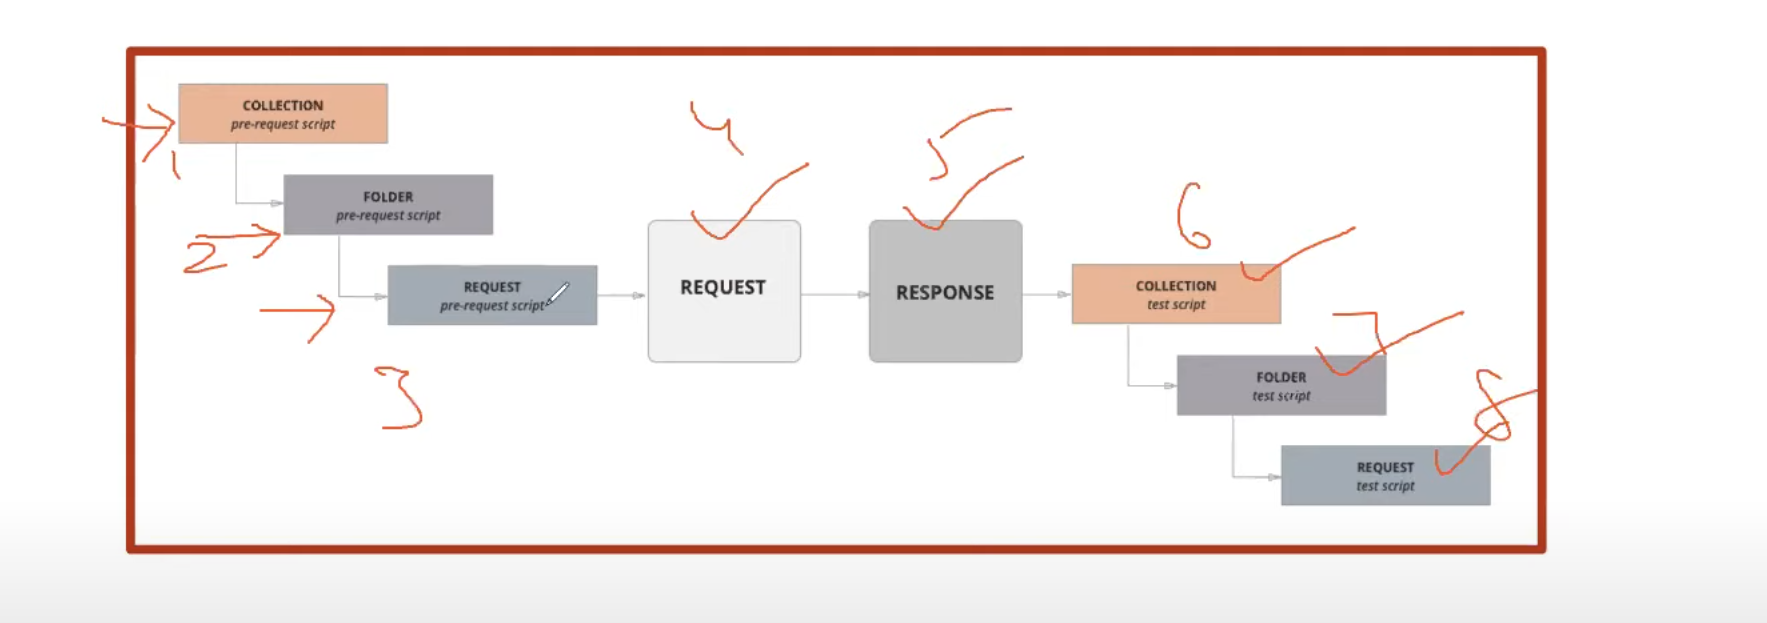 COLLECTION
pre-request script
1
FOLDER
pre-request script
2
REQUEST
pre-request script
3
4
REQUEST
5
RESPONSE
6
COLLECTION
test script
7
FOLDER
test script
8
REQUEST
test script